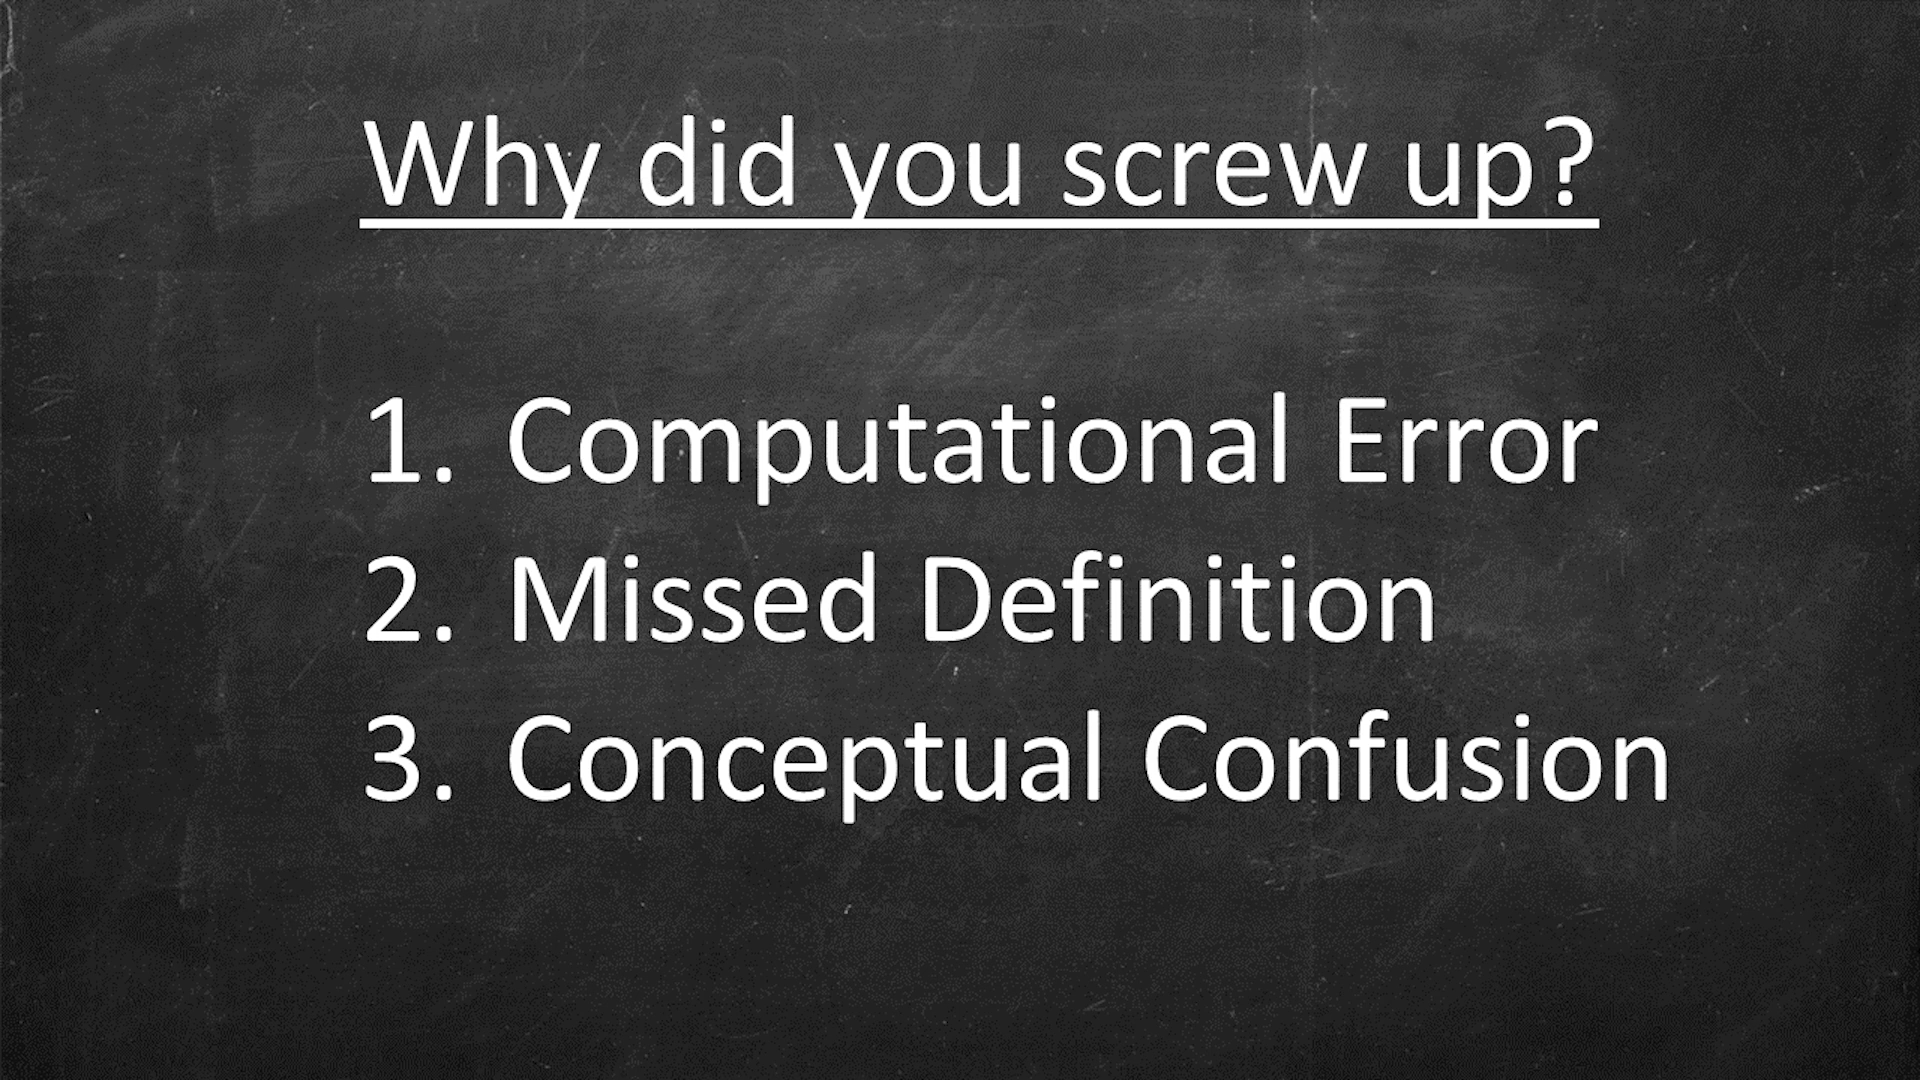 Why did you screw up?
1. Computational Error
2. Missed Definition
3. Conceptual Confusion